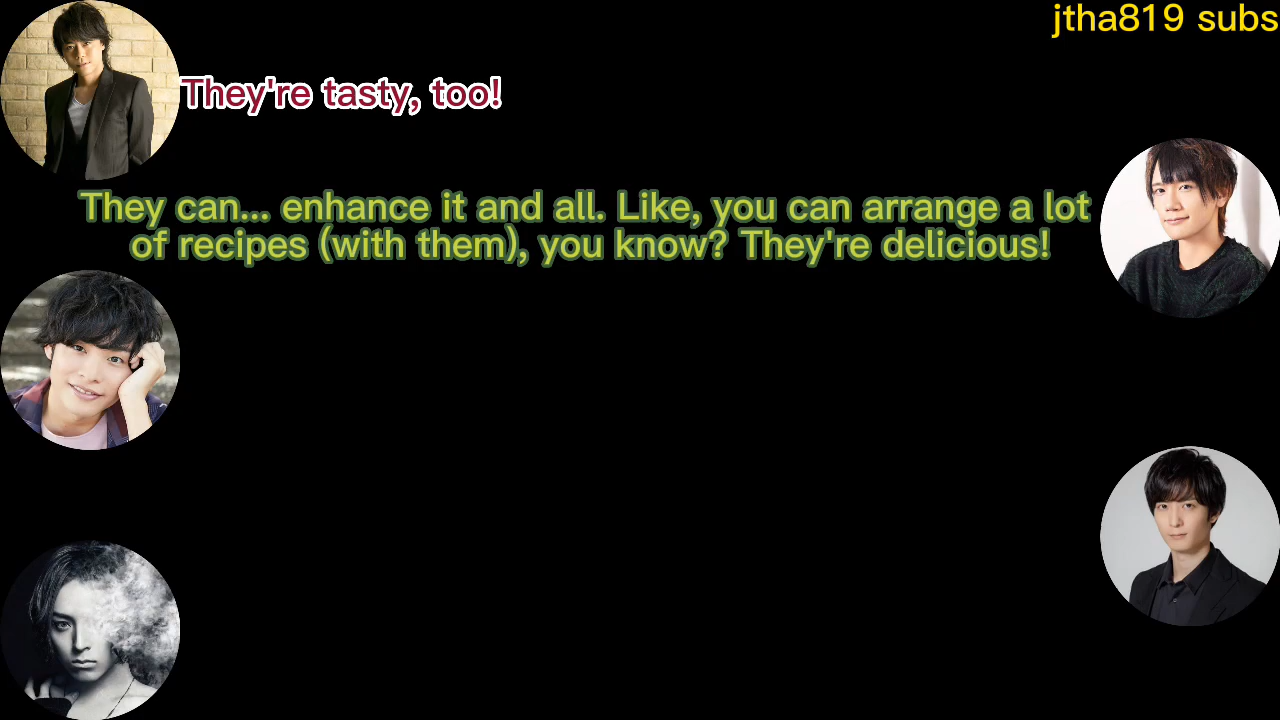 jtha819 subs
They're tasty, too!
They can... enhance it and all. Like, you can arrange a lot
of recipes (with them), you know? They're delicious!